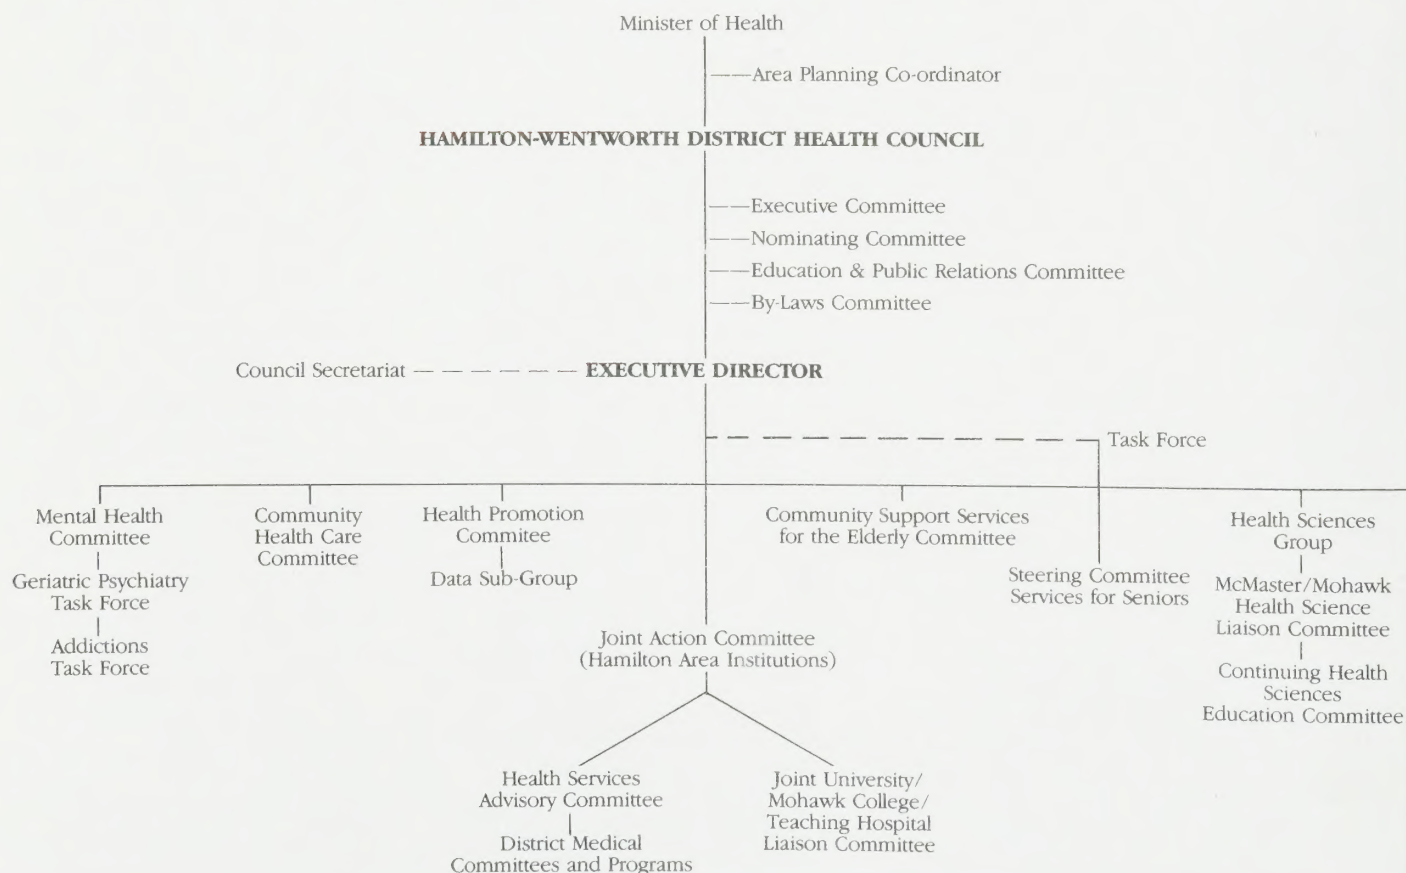 Minister of Health
Area Planning Co-ordinator
HAMILTON-WENTWORTH DISTRICT HEALTH COUNCIL
Executive Committee
Nominating Committee
Education & Public Relations Committee
By-Laws Committee
Council Secretariat
EXECUTIVE DIRECTOR
Task Force
Mental Health
Committee
Geriatric Psychiatry
Task Force
Addictions
Task Force
Community
Health Care
Committee
Health Promotion
Commitee
Data Sub-Group
Joint Action Committee
(Hamilton Area Institutions)
Health Services
Advisory Committee
District Medical
Committees and Programs
Joint University/
Mohawk College/
Teaching Hospital
Liaison Committee
Community Support Services
for the Elderly Committee
Steering Committee
Services for Seniors
Health Sciences
Group
McMaster/Mohawk
Health Science
Liaison Committee
Continuing Health
Sciences
Education Committee